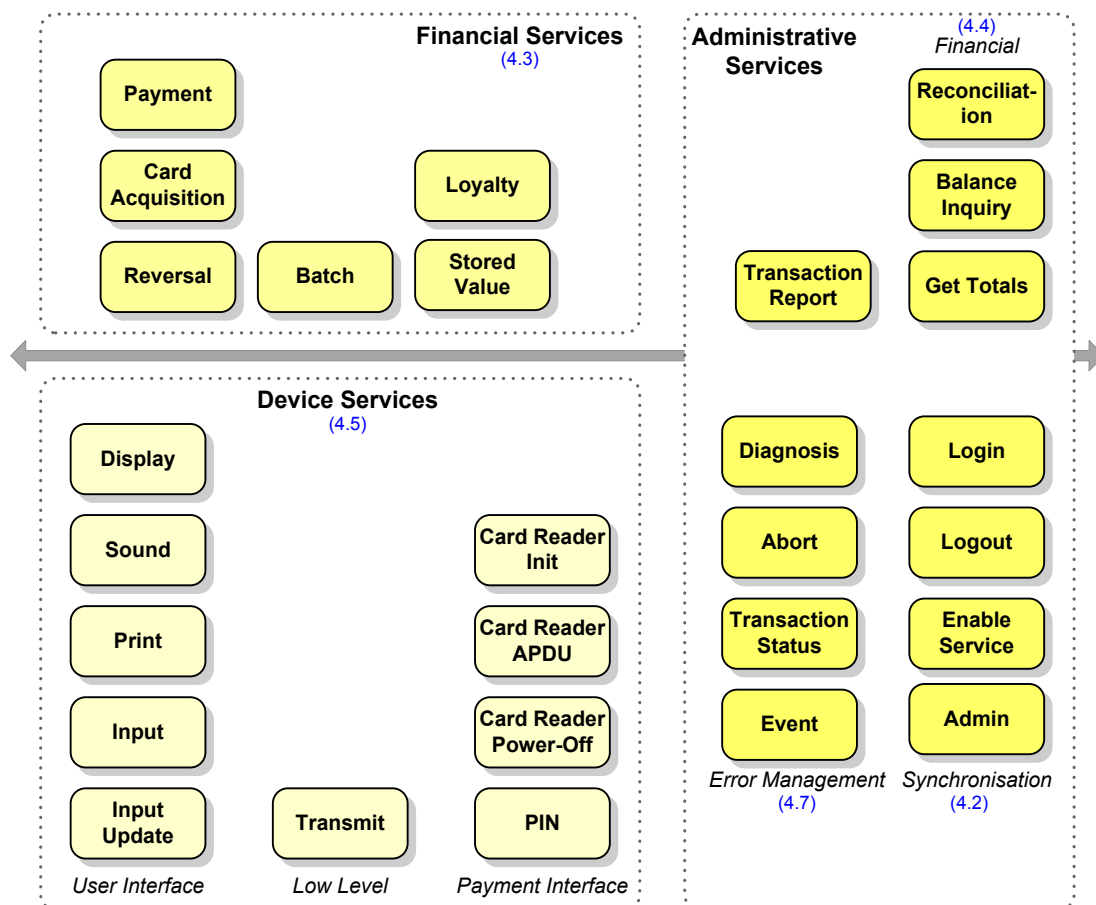 Financial Services
(4.3)
Payment
Card
Acquisition
Loyalty
Reversal
Batch
Stored
Value
Administrative
Services
(4.4)
Financial
Reconciliat-
ion
Balance
Inquiry
Transaction
Report
Get Totals
Device Services
(4.5)
Display
Sound
Card Reader
Init
Print
Card Reader
APDU
Input
Card Reader
Power-Off
Input
Update
Transmit
PIN
User Interface
Low Level
Payment Interface
Diagnosis
Login
Abort
Logout
Transaction
Status
Enable
Service
Event
Admin
Error Management
(4.7)
Synchronisation
(4.2)